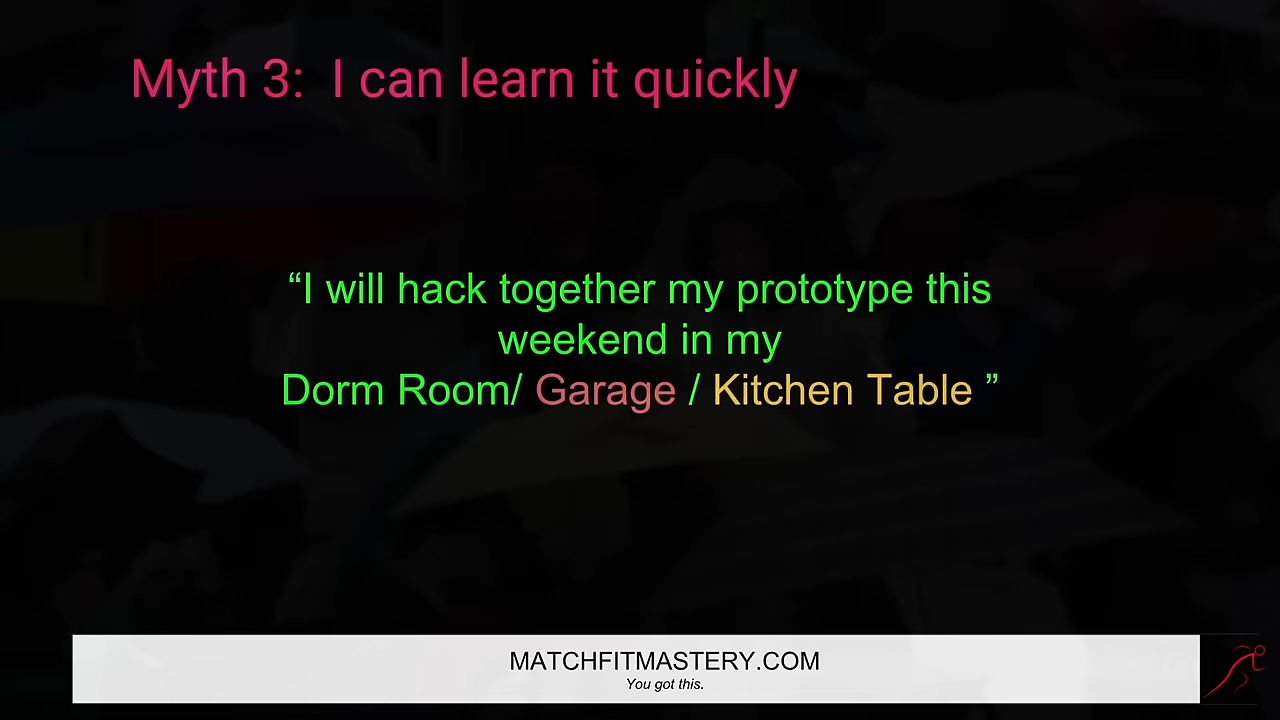 Myth 3:  I can learn it quickly
“I will hack together my prototype this
weekend in my
Dorm Room/ Garage / Kitchen Table ”
MATCHFITMASTERY.COM
You got this.